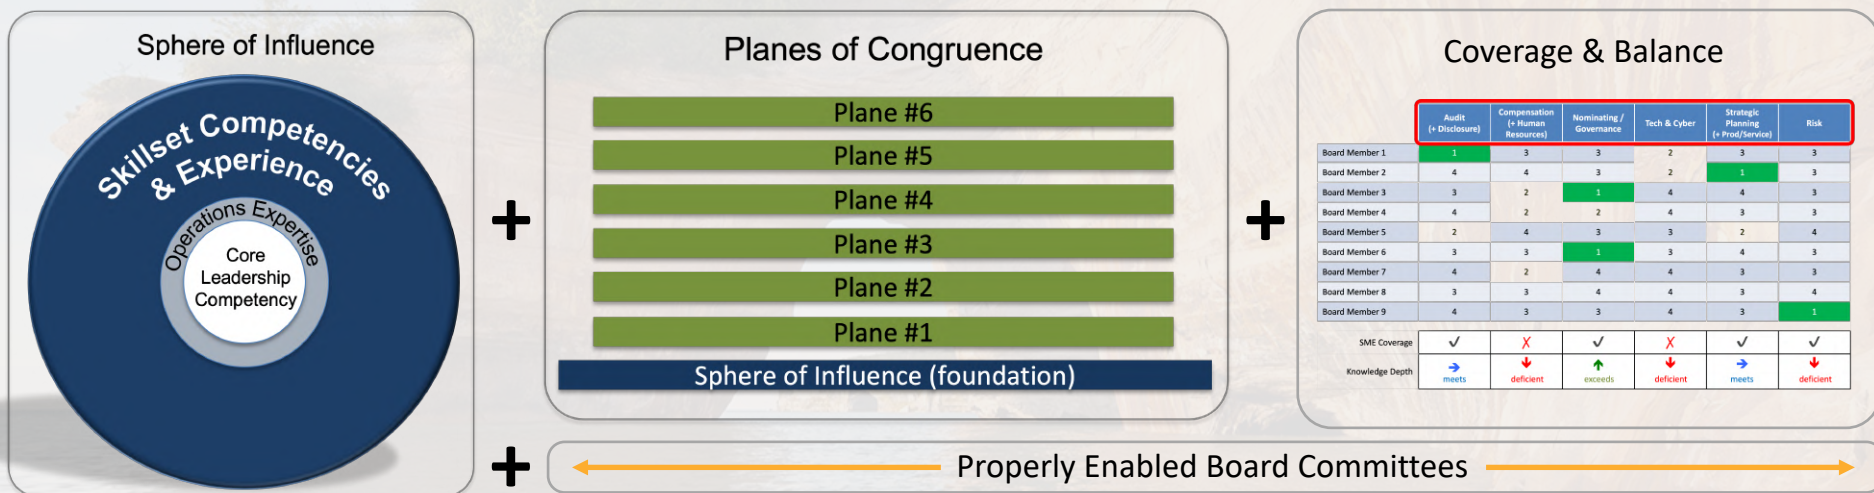 Sphere of Influence
Skillset Competencies
& Experience
Operations Expertise
Core
Leadership
Competency
+
Planes of Congruence
Plane #6
Plane #5
Plane #4
Plane #3
Plane #2
Plane #1
Sphere of Influence (foundation)
+
Coverage & Balance
Audit
(+ Disclosure)
Compensation
(+ Human
Resources)
Nominating /
Governance
Tech & Cyber
Strategic
Planning
(+ Prod/Service)
Risk
Board Member 1 1 3 3 2 3 3
Board Member 2 4 4 3 2 1 3
Board Member 3 3 2 1 4 4 3
Board Member 4 4 2 2 4 3 3
Board Member 5 2 4 3 3 2 4
Board Member 6 3 3 1 3 4 3
Board Member 7 4 2 4 4 3 3
Board Member 8 3 3 4 4 3 4
Board Member 9 4 3 3 4 3 1
SME Coverage ✓ ✗ ✓ ✗ ✓ ✓
Knowledge Depth → meets ↓ deficient ↑ exceeds ↓ deficient → meets ↓ deficient
+
Properly Enabled Board Committees